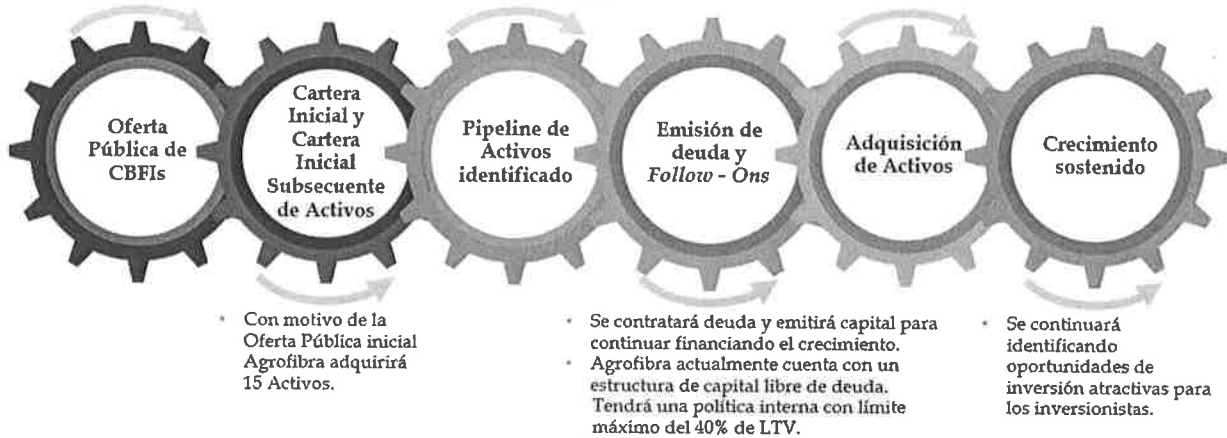 Oferta
Pública de
CBFIs
Cartera
Inicial y
Cartera
Inicial
Subsecuente
de Activos
Pipeline de
Activos
identificado
Emisión de
deuda y
Follow - Ons
Adquisición
de Activos
Crecimiento
sostenido
• Con motivo de la
Oferta Pública inicial
Agrofibra adquirirá
15 Activos.
• Se contratará deuda y emitirá capital para
continuar financiando el crecimiento.
• Agrofibra actualmente cuenta con un
estructura de capital libre de deuda.
Tendrá una política interna con límite
máximo del 40% de LTV.
• Se continuará
identificando
oportunidades de
inversión atractivas para
los inversionistas.